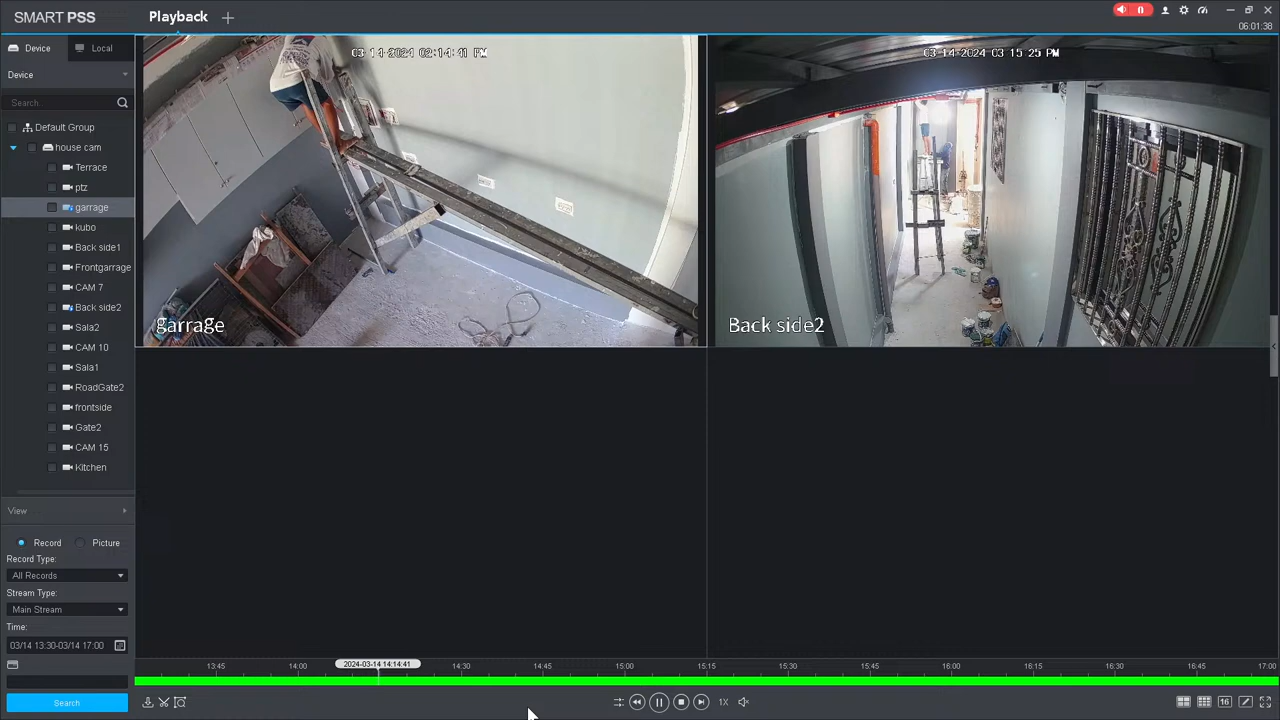 SMART PSS
Playback
06:01:38
Device
Local
Device
Search
Default Group
house cam
Terrace
ptz
garrage
kubo
Back side1
Frontgarrage
CAM 7
Back side2
Sala2
CAM 10
Sala1
RoadGate2
frontside
Gate2
CAM 15
Kitchen
View
Record
Picture
Record Type:
All Records
Stream Type:
Main Stream
Time:
03/14 13:30-03/14 17:00
Search
03-14-2024 02:14:41 PM
garrage
03-14-2024 03:15:25 PM
Back side2
13:45 14:00 2024-03-14 14:14:41 14:30 14:45 15:00 15:15 15:30 15:45 16:00 16:15 16:30 16:45 17:00
1X
16